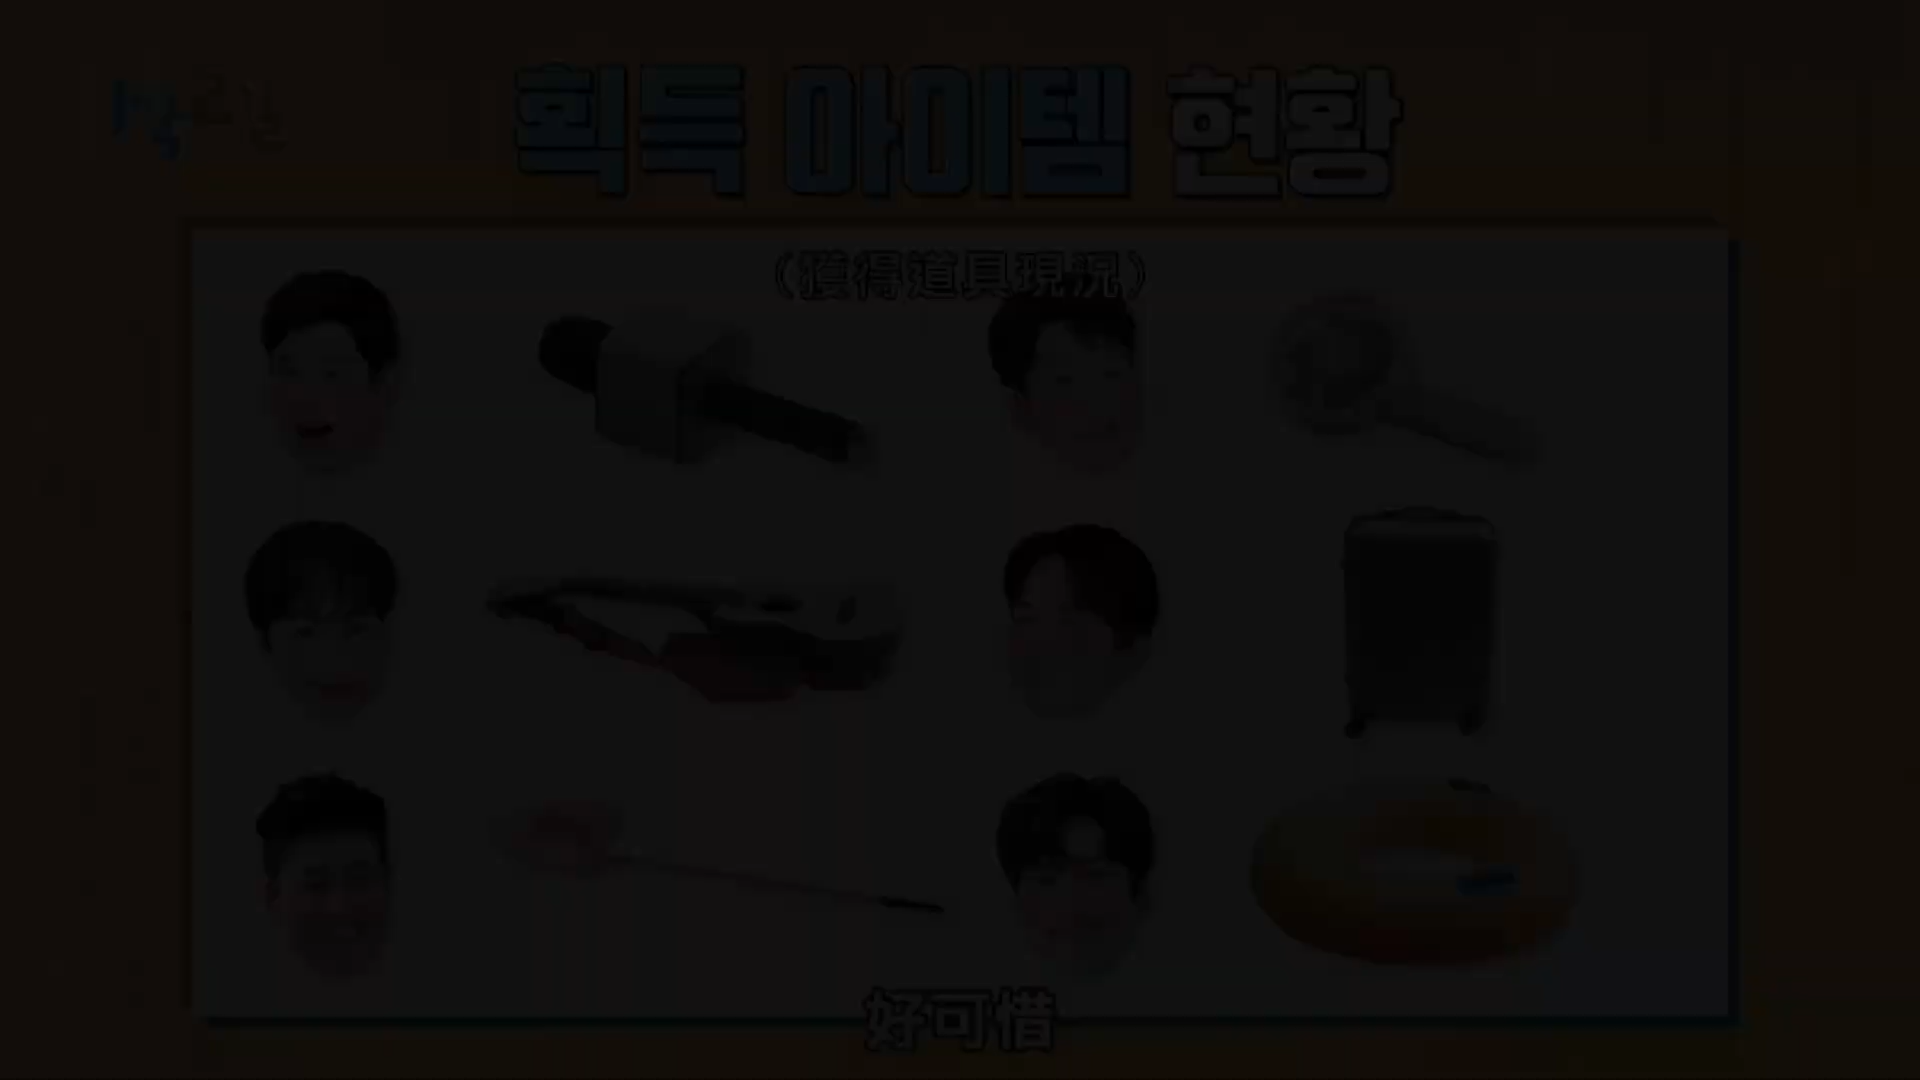 획득 아이템 현황
(獲得道具現況)
好可惜